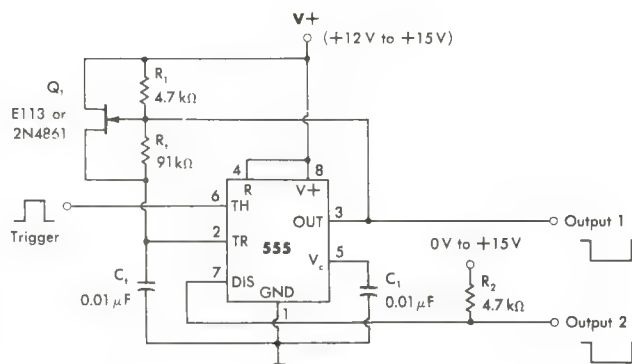 V+
(+12 V to +15 V)
Q₁
E113 or
2N4861
R₁
4.7 kΩ
Rₜ
91 kΩ
4
8
R
V+
6
TH
OUT
3
Output 1
Trigger
2
TR
555
5
V꜀
0 V to +15 V
7
DIS
GND
1
Cₜ
0.01 μF
C₁
0.01 μF
R₂
4.7 kΩ
Output 2